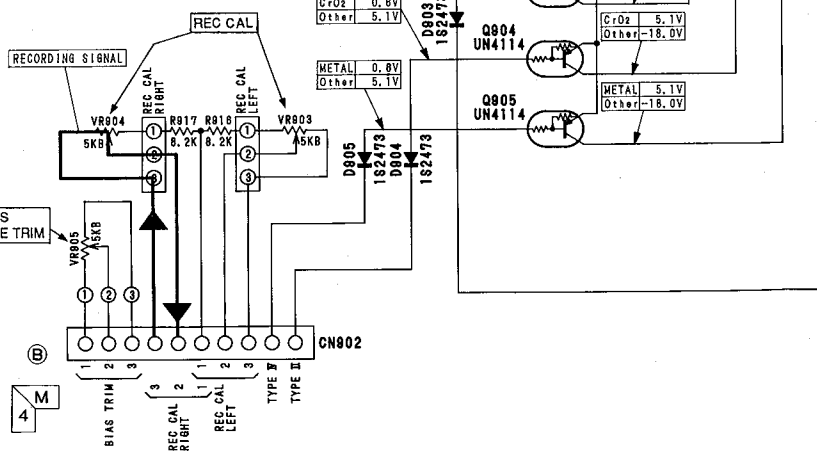 CrO2 0.8V
Other 5.1V
D903
1S2473
CrO2 5.1V
Other -18.0V
Q904
UN4114
REC CAL
RECORDING SIGNAL
METAL 0.8V
Other 5.1V
METAL 5.1V
Other -18.0V
Q905
UN4114
REC CAL
RIGHT
REC CAL
LEFT
VR904
5KB
R917
8.2K
R916
8.2K
VR903
5KB
1
2
3
1
2
3
D905
1S2473
D904
1S2473
S
E TRIM
VR905
5KB
1 2 3
CN902
B
1 2 3
3 2 1
1 2 3
BIAS TRIM
REC CAL
RIGHT
REC CAL
LEFT
TYPE IV
TYPE II
M
4